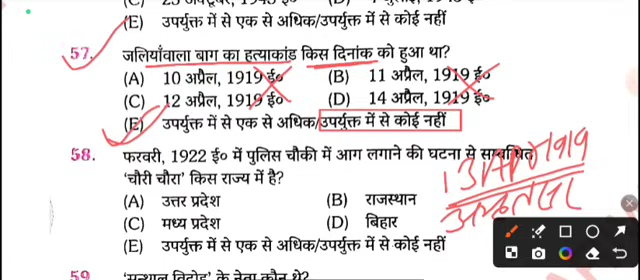 (E) उपर्युक्त में से एक से अधिक/उपर्युक्त में से कोई नहीं
57. जलियाँवाला बाग का हत्याकांड किस दिनांक को हुआ था?
(A) 10 अप्रैल, 1919 ई० (B) 11 अप्रैल, 1919 ई०
(C) 12 अप्रैल, 1919 ई० (D) 14 अप्रैल, 1919 ई०
(E) उपर्युक्त में से एक से अधिक/उपर्युक्त में से कोई नहीं
58. फरवरी, 1922 ई० में पुलिस चौकी में आग लगाने की घटना से सम्बन्धित
'चौरी चौरा' किस राज्य में है?
13 1919
(A) उत्तर प्रदेश (B) राजस्थान
(C) मध्य प्रदेश (D) बिहार
(E) उपर्युक्त में से एक से अधिक/उपर्युक्त में से कोई नहीं
59